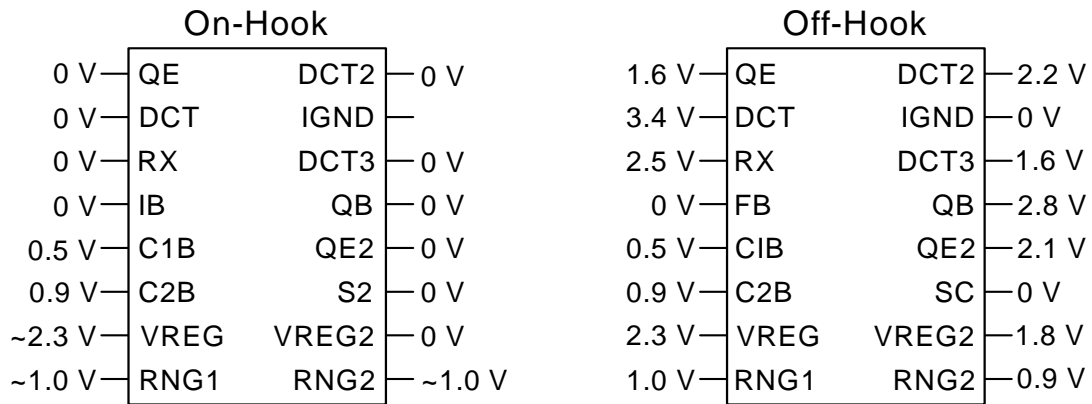 On-Hook
0 V QE DCT2 0 V
0 V DCT IGND
0 V RX DCT3 0 V
0 V IB QB 0 V
0.5 V C1B QE2 0 V
0.9 V C2B S2 0 V
~2.3 V VREG VREG2 0 V
~1.0 V RNG1 RNG2 ~1.0 V
Off-Hook
1.6 V QE DCT2 2.2 V
3.4 V DCT IGND 0 V
2.5 V RX DCT3 1.6 V
0 V FB QB 2.8 V
0.5 V CIB QE2 2.1 V
0.9 V C2B SC 0 V
2.3 V VREG VREG2 1.8 V
1.0 V RNG1 RNG2 0.9 V